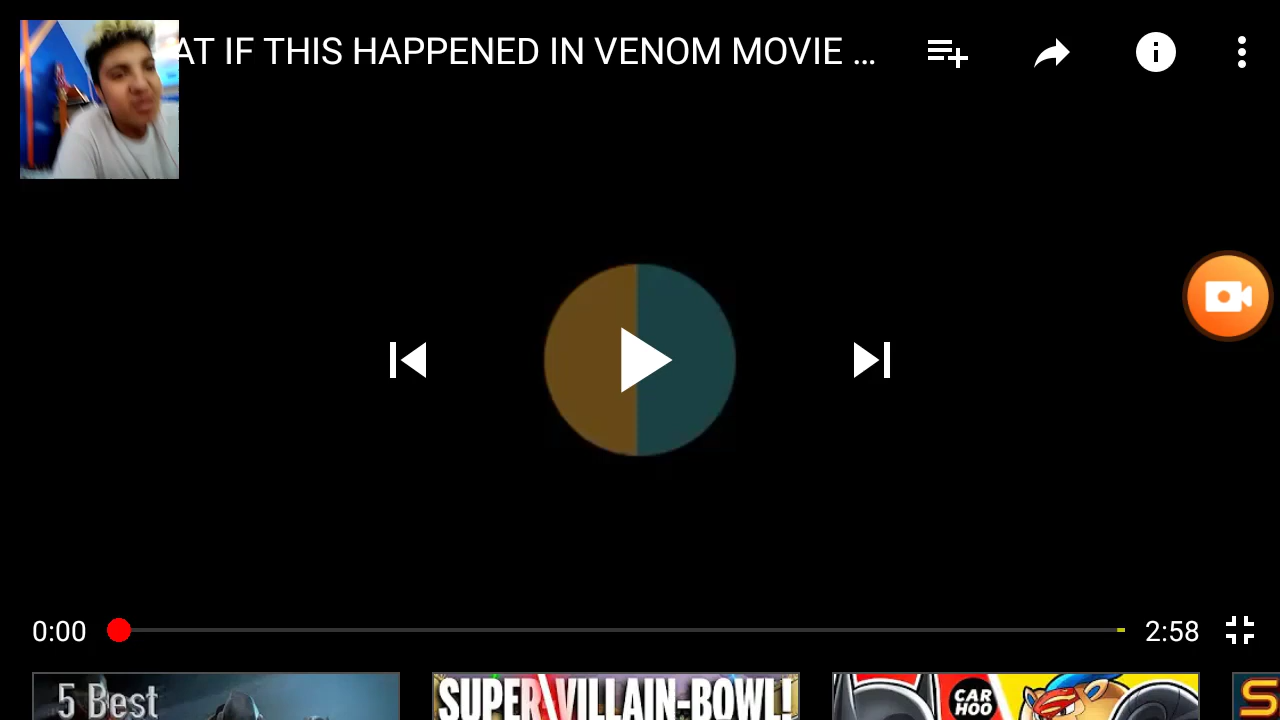 AT IF THIS HAPPENED IN VENOM MOVIE ...
0:00
2:58
5 Best
SUPER-VILLAIN-BOWL!
CAR
HOO
S